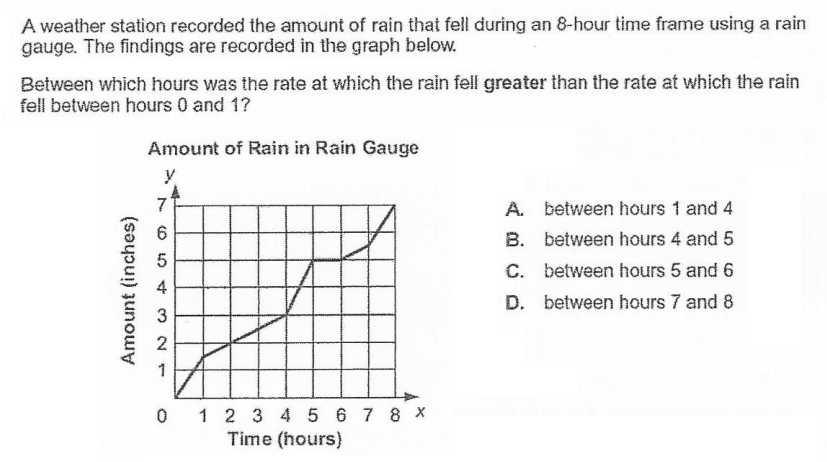 A weather station recorded the amount of rain that fell during an 8-hour time frame using a rain
gauge. The findings are recorded in the graph below.
Between which hours was the rate at which the rain fell greater than the rate at which the rain
fell between hours 0 and 1?
Amount of Rain in Rain Gauge
y
7
6
5
4
3
2
1
Amount (inches)
0 1 2 3 4 5 6 7 8 x
Time (hours)
A. between hours 1 and 4
B. between hours 4 and 5
C. between hours 5 and 6
D. between hours 7 and 8